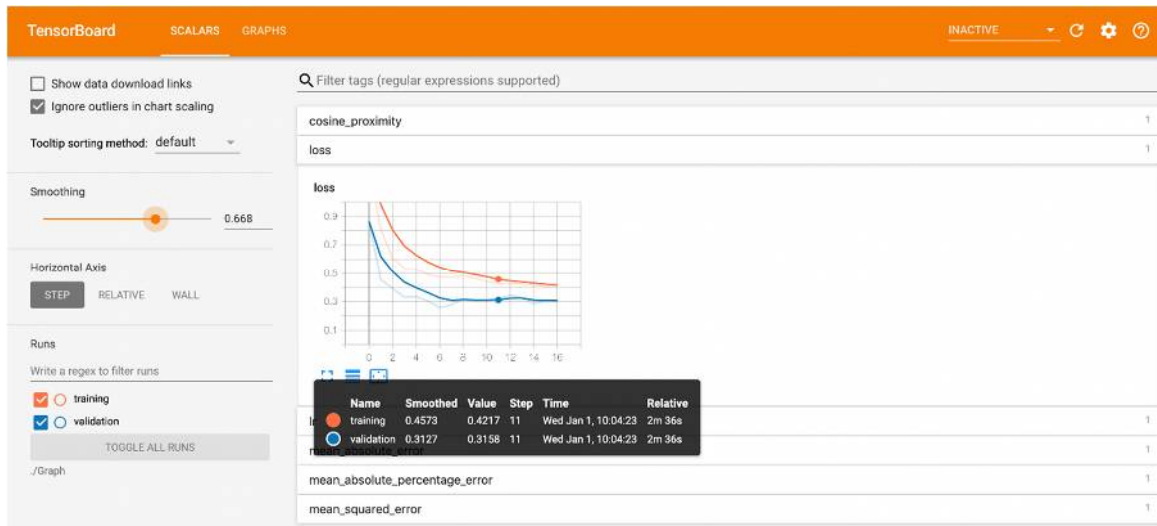 TensorBoard SCALARS GRAPHS INACTIVE
Show data download links
Ignore outliers in chart scaling
Tooltip sorting method: default
Smoothing
0.668
Horizontal Axis
STEP RELATIVE WALL
Runs
Write a regex to filter runs
training
validation
TOGGLE ALL RUNS
./Graph
Filter tags (regular expressions supported)
cosine_proximity 1
loss 1
loss
0.9
0.7
0.5
0.3
0.1
0 2 4 6 8 10 12 14 16
Name Smoothed Value Step Time Relative
training 0.4573 0.4217 11 Wed Jan 1, 10:04:23 2m 36s
validation 0.3127 0.3158 11 Wed Jan 1, 10:04:23 2m 36s
1
mean_absolute_error 1
mean_absolute_percentage_error 1
mean_squared_error 1